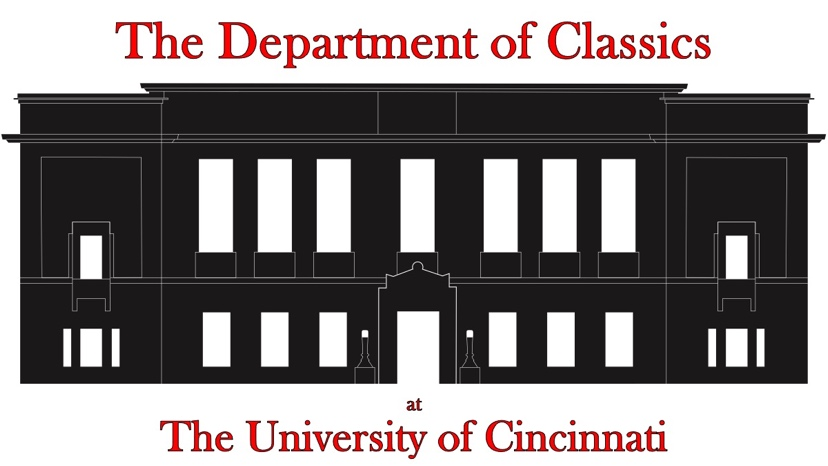 The Department of Classics
at
The University of Cincinnati